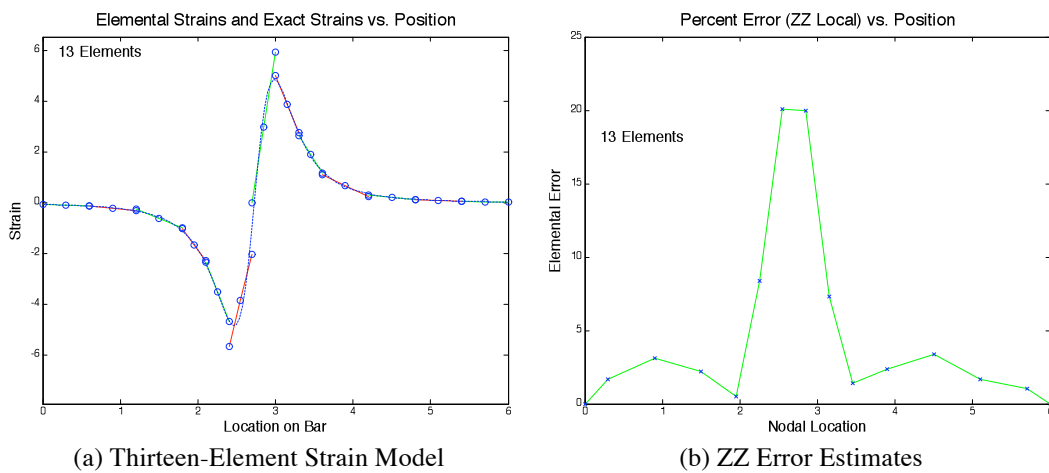 Elemental Strains and Exact Strains vs. Position
13 Elements
Strain
6
4
2
0
-2
-4
-6
0 1 2 3 4 5 6
Location on Bar
(a) Thirteen-Element Strain Model
Percent Error (ZZ Local) vs. Position
13 Elements
Elemental Error
25
20
15
10
5
0
0 1 2 3 4 5 6
Nodal Location
(b) ZZ Error Estimates